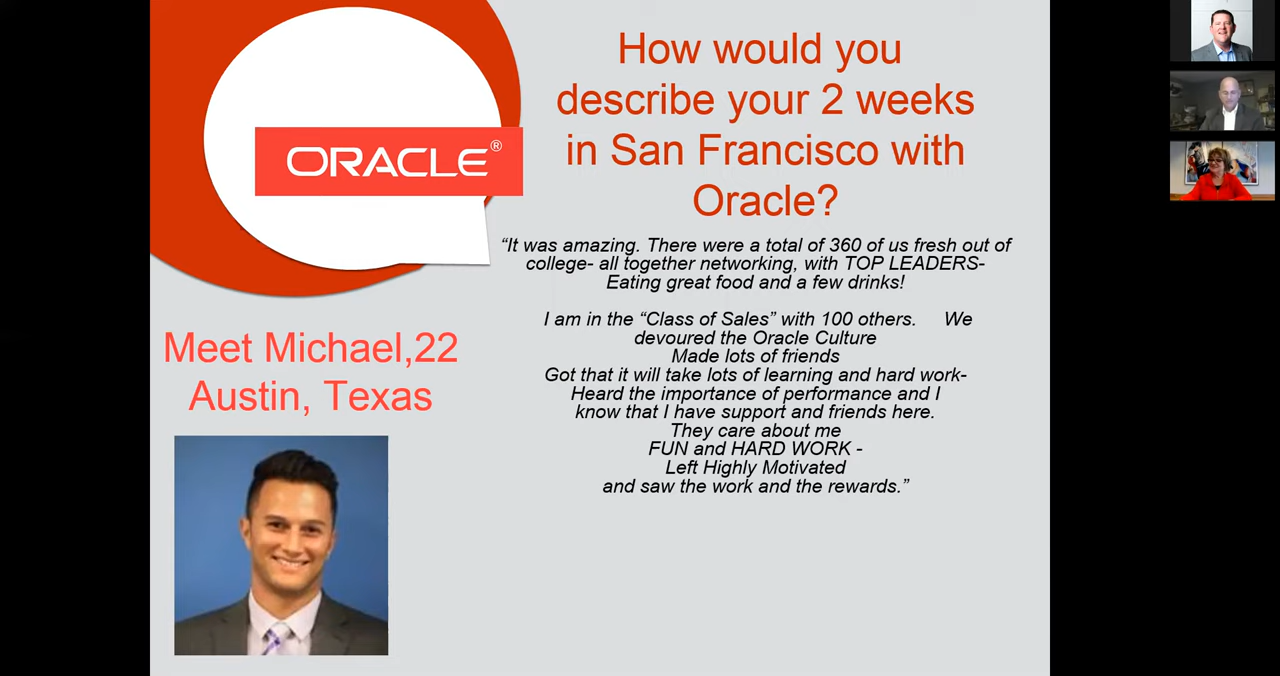 ORACLE®
How would you
describe your 2 weeks
in San Francisco with
Oracle?
“It was amazing. There were a total of 360 of us fresh out of
college- all together networking, with TOP LEADERS-
Eating great food and a few drinks!
I am in the “Class of Sales” with 100 others. We
devoured the Oracle Culture
Made lots of friends
Got that it will take lots of learning and hard work-
Heard the importance of performance and I
know that I have support and friends here.
They care about me
FUN and HARD WORK -
Left Highly Motivated
and saw the work and the rewards.”
Meet Michael,22
Austin, Texas